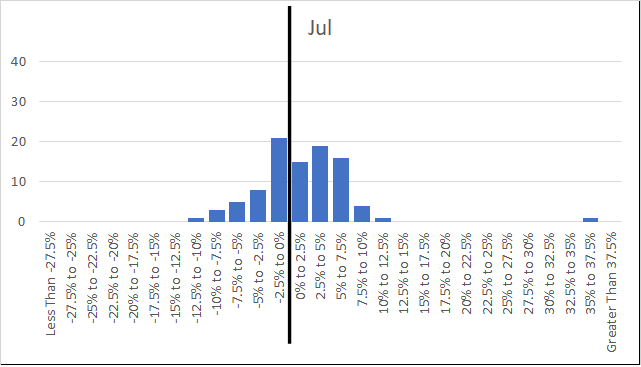 Jul
40
30
20
10
0
Less Than -27.5%
-27.5% to -25%
-25% to -22.5%
-22.5% to -20%
-20% to -17.5%
-17.5% to -15%
-15% to -12.5%
-12.5% to -10%
-10% to -7.5%
-7.5% to -5%
-5% to -2.5%
-2.5% to 0%
0% to 2.5%
2.5% to 5%
5% to 7.5%
7.5% to 10%
10% to 12.5%
12.5% to 15%
15% to 17.5%
17.5% to 20%
20% to 22.5%
22.5% to 25%
25% to 27.5%
27.5% to 30%
30% to 32.5%
32.5% to 35%
35% to 37.5%
Greater Than 37.5%